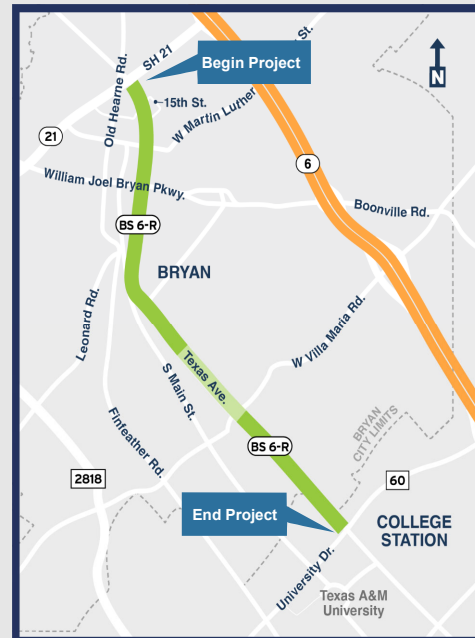 SH 21
Old Hearne Rd.
Begin Project
St.
N
15th St.
W Martin Luther
21
6
William Joel Bryan Pkwy.
Boonville Rd.
BS 6-R
BRYAN
Leonard Rd.
W Villa Maria Rd.
Texas Ave.
S Main St.
Finfeather Rd.
BRYAN
CITY LIMITS
BS 6-R
2818
60
End Project
COLLEGE
STATION
University Dr.
Texas A&M
University